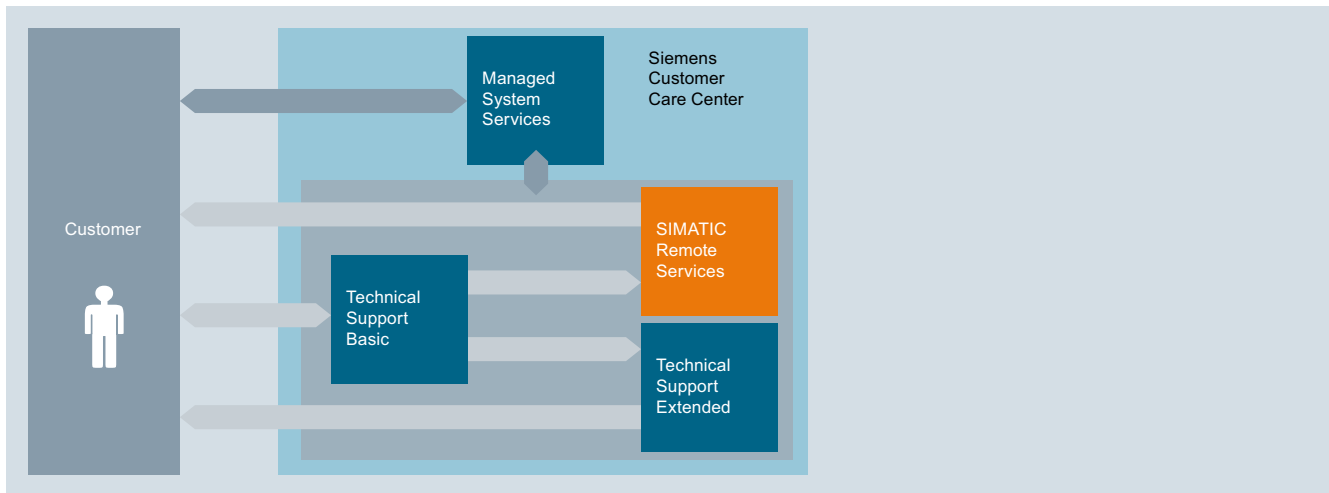 Managed
System
Services
Siemens
Customer
Care Center
Customer
SIMATIC
Remote
Services
Technical
Support
Basic
Technical
Support
Extended